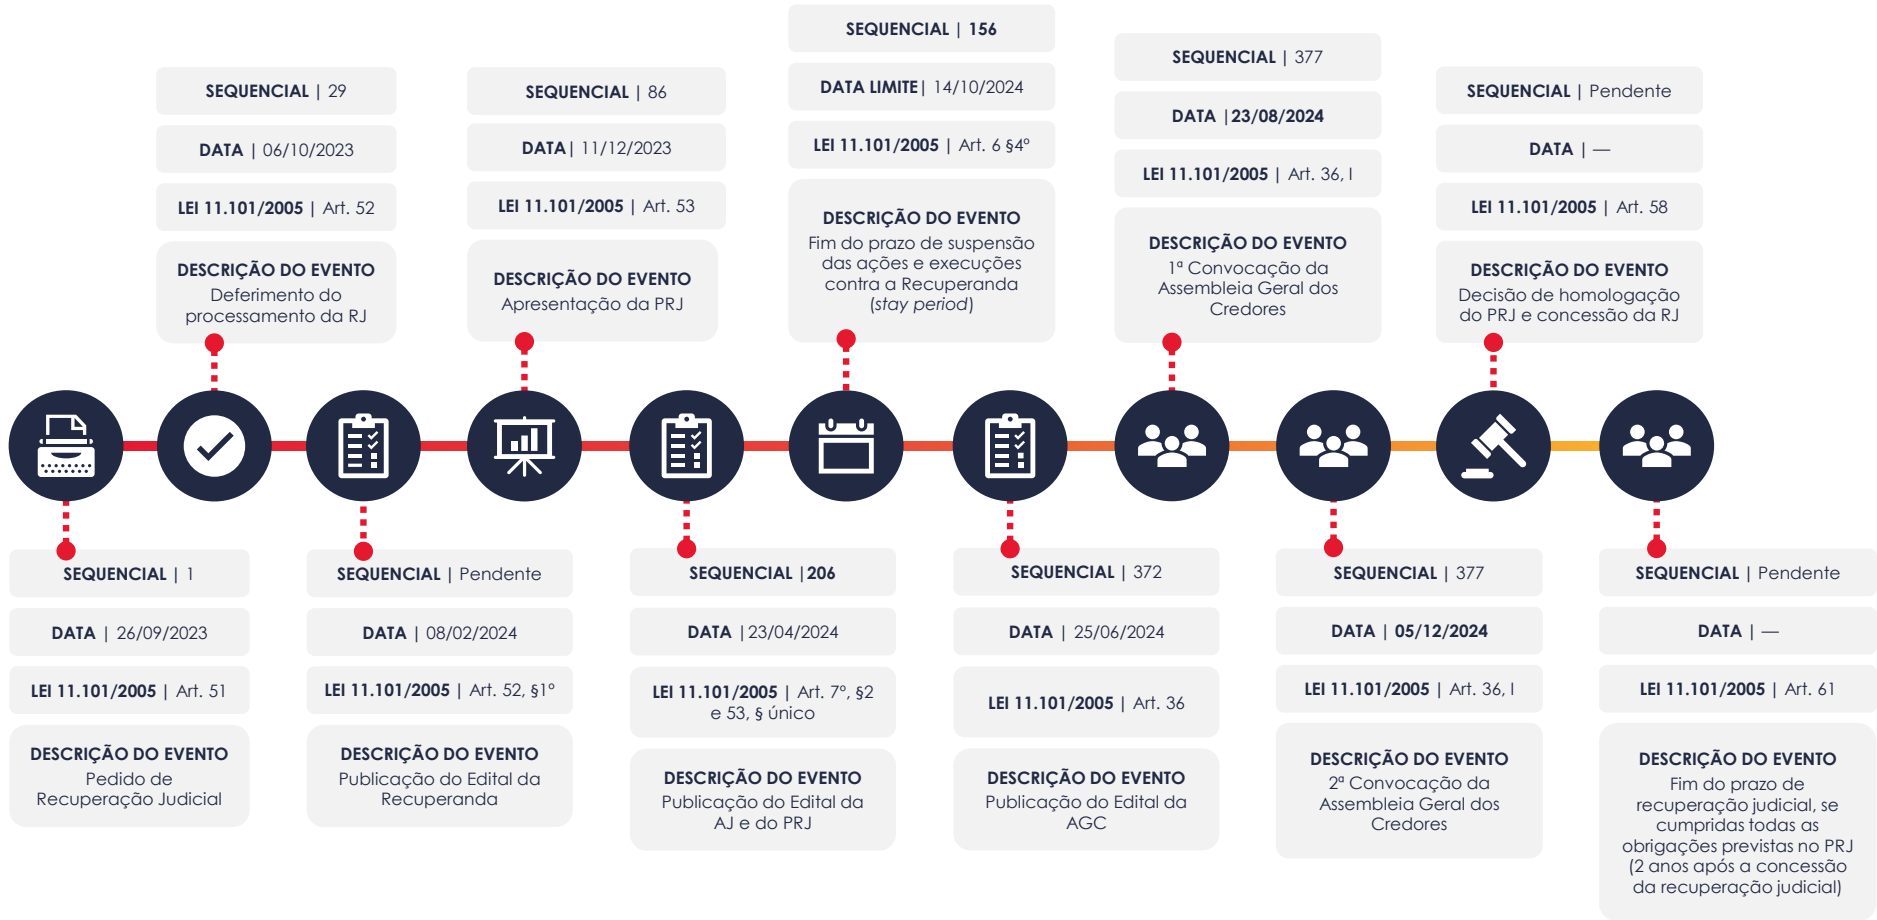 SEQUENCIAL | 29
DATA | 06/10/2023
LEI 11.101/2005 | Art. 52
DESCRIÇÃO DO EVENTO
Deferimento do
processamento da RJ
SEQUENCIAL | 86
DATA| 11/12/2023
LEI 11.101/2005 | Art. 53
DESCRIÇÃO DO EVENTO
Apresentação da PRJ
SEQUENCIAL | 156
DATA LIMITE| 14/10/2024
LEI 11.101/2005 | Art. 6 §4º
DESCRIÇÃO DO EVENTO
Fim do prazo de suspensão
das ações e execuções
contra a Recuperanda
(stay period)
SEQUENCIAL | 377
DATA |23/08/2024
LEI 11.101/2005 | Art. 36, I
DESCRIÇÃO DO EVENTO
1ª Convocação da
Assembleia Geral dos
Credores
SEQUENCIAL | Pendente
DATA | —
LEI 11.101/2005 | Art. 58
DESCRIÇÃO DO EVENTO
Decisão de homologação
do PRJ e concessão da RJ
SEQUENCIAL | 1
DATA | 26/09/2023
LEI 11.101/2005 | Art. 51
DESCRIÇÃO DO EVENTO
Pedido de
Recuperação Judicial
SEQUENCIAL | Pendente
DATA | 08/02/2024
LEI 11.101/2005 | Art. 52, §1º
DESCRIÇÃO DO EVENTO
Publicação do Edital da
Recuperanda
SEQUENCIAL |206
DATA |23/04/2024
LEI 11.101/2005 | Art. 7º, §2
e 53, § único
DESCRIÇÃO DO EVENTO
Publicação do Edital da
AJ e do PRJ
SEQUENCIAL | 372
DATA | 25/06/2024
LEI 11.101/2005 | Art. 36
DESCRIÇÃO DO EVENTO
Publicação do Edital da
AGC
SEQUENCIAL | 377
DATA | 05/12/2024
LEI 11.101/2005 | Art. 36, I
DESCRIÇÃO DO EVENTO
2ª Convocação da
Assembleia Geral dos
Credores
SEQUENCIAL | Pendente
DATA | —
LEI 11.101/2005 | Art. 61
DESCRIÇÃO DO EVENTO
Fim do prazo de
recuperação judicial, se
cumpridas todas as
obrigações previstas no PRJ
(2 anos após a concessão
da recuperação judicial)